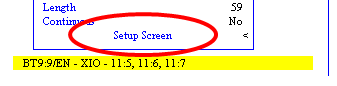 Length 59
Continuous No
Setup Screen <
BT9:9/EN - XIO - 11:5, 11:6, 11:7